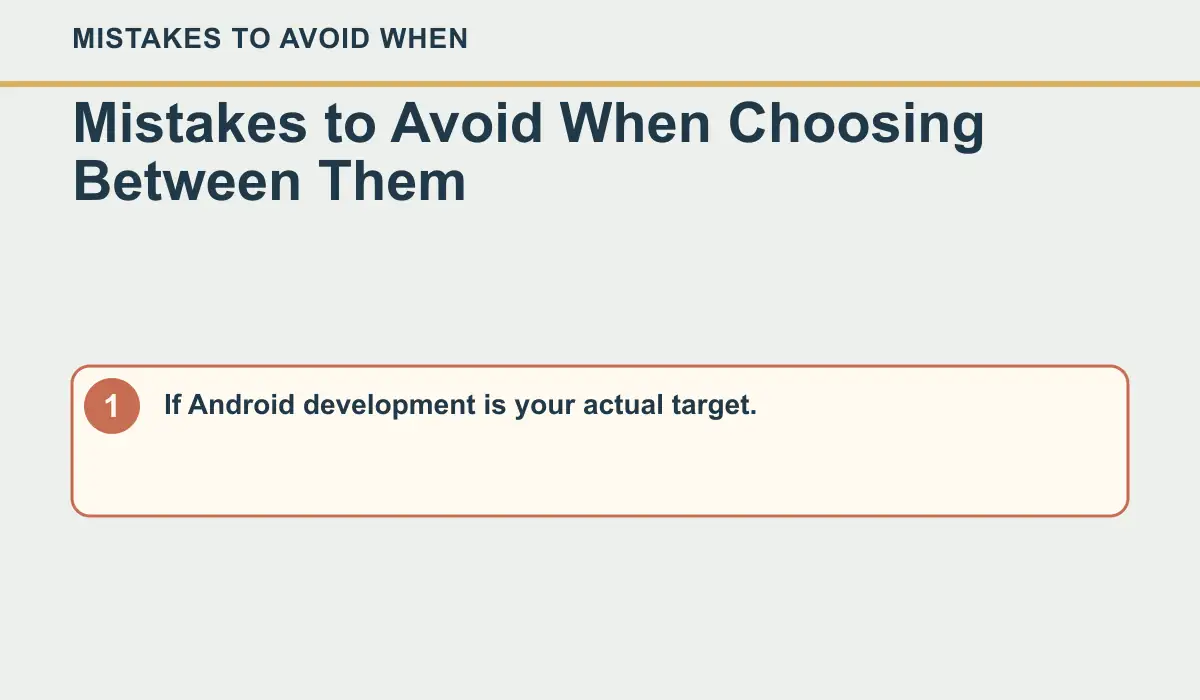 MISTAKES TO AVOID WHEN
Mistakes to Avoid When Choosing
Between Them
1 If Android development is your actual target.